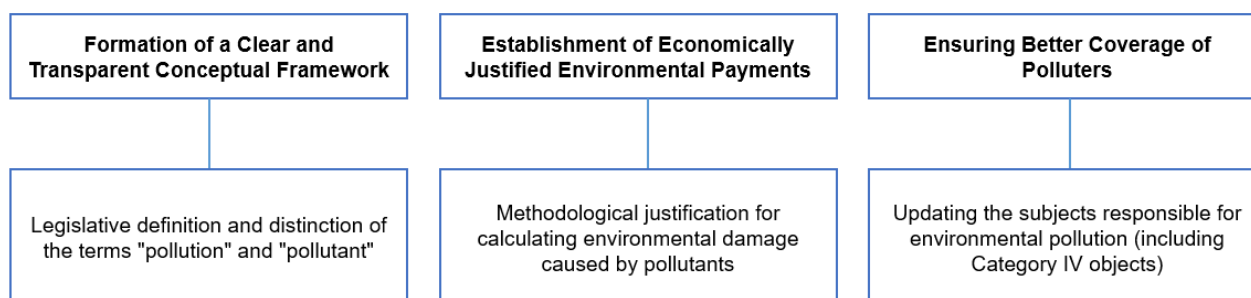 Formation of a Clear and
Transparent Conceptual Framework
Establishment of Economically
Justified Environmental Payments
Ensuring Better Coverage of
Polluters
Legislative definition and distinction of
the terms "pollution" and "pollutant"
Methodological justification for
calculating environmental damage
caused by pollutants
Updating the subjects responsible for
environmental pollution (including
Category IV objects)